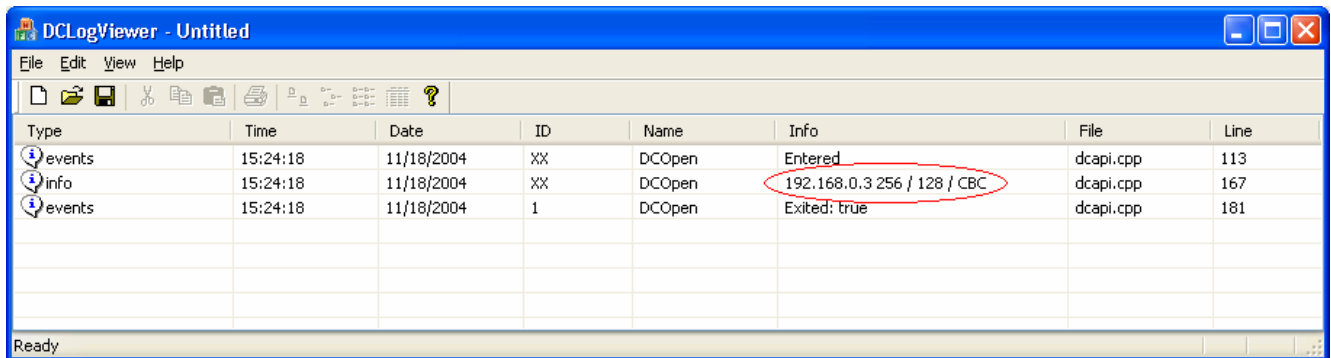 DCLogViewer - Untitled
File Edit View Help
Type Time Date ID Name Info File Line
events 15:24:18 11/18/2004 XX DCOpen Entered dcapi.cpp 113
info 15:24:18 11/18/2004 XX DCOpen 192.168.0.3 256 / 128 / CBC dcapi.cpp 167
events 15:24:18 11/18/2004 1 DCOpen Exited: true dcapi.cpp 181
Ready